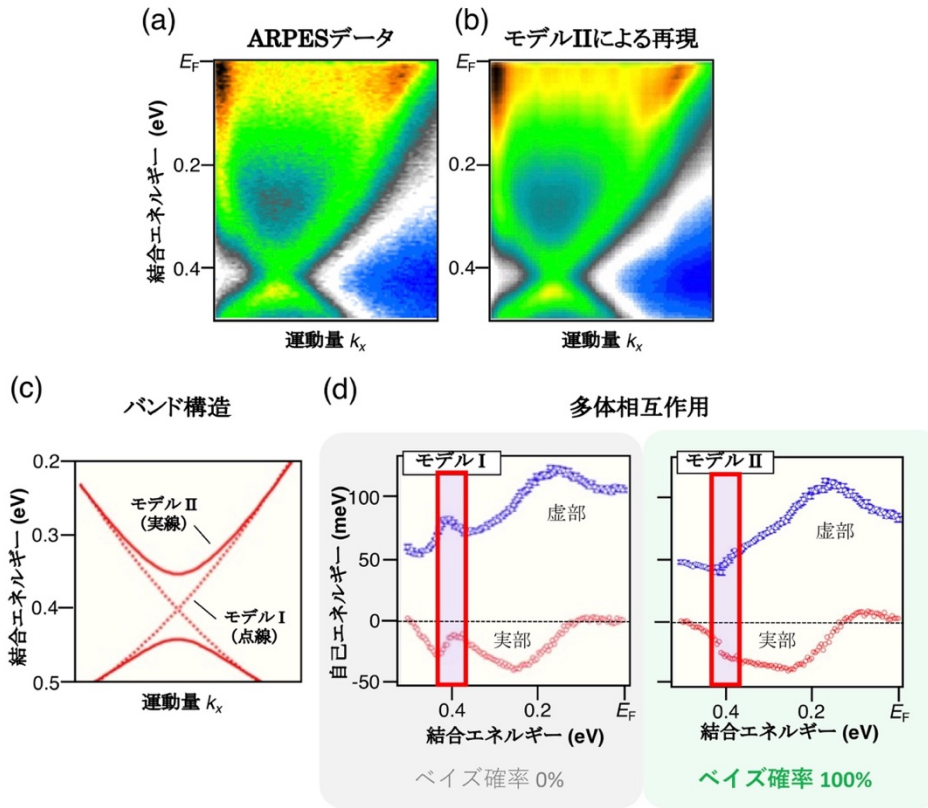 (a)
ARPESデータ
(b)
モデルIIによる再現
E_F
0.2
0.4
結合エネルギー (eV)
運動量 k_x
E_F
0.2
0.4
運動量 k_x
(c)
バンド構造
0.2
0.3
0.4
0.5
結合エネルギー (eV)
モデル II
(実線)
モデル I
(点線)
運動量 k_x
(d)
多体相互作用
モデル I
100
50
0
-50
自己エネルギー (meV)
虚部
実部
0.4
0.2
E_F
結合エネルギー (eV)
ベイズ確率 0%
モデル II
虚部
実部
0.4
0.2
E_F
結合エネルギー (eV)
ベイズ確率 100%